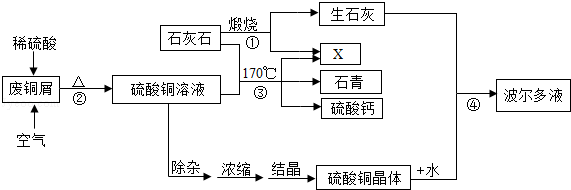 稀硫酸
废铜屑
空气
△
②
硫酸铜溶液
石灰石
煅烧
①
170℃
③
生石灰
X
石青
硫酸钙
④
波尔多液
除杂
浓缩
结晶
硫酸铜晶体
+水